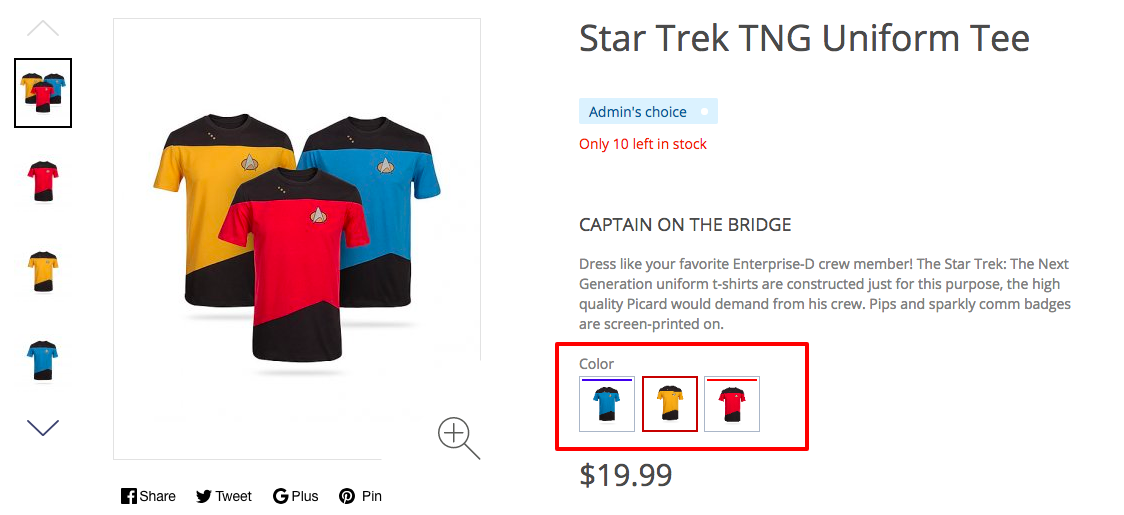 Star Trek TNG Uniform Tee
Admin's choice
Only 10 left in stock
CAPTAIN ON THE BRIDGE
Dress like your favorite Enterprise-D crew member! The Star Trek: The Next
Generation uniform t-shirts are constructed just for this purpose, the high
quality Picard would demand from his crew. Pips and sparkly comm badges
are screen-printed on.
Color
$19.99
Share Tweet Plus Pin